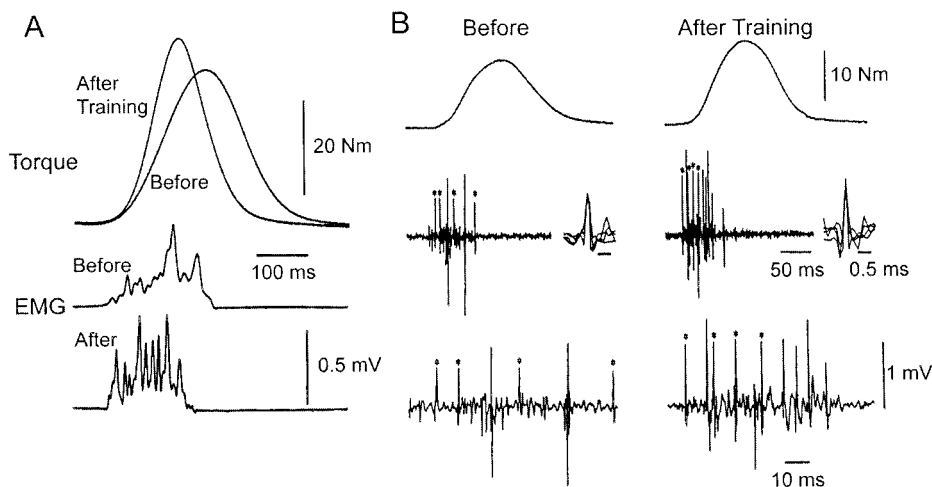 A
After
Training
Torque
Before
20 Nm
Before
100 ms
EMG
After
0.5 mV
B
Before
After Training
10 Nm
* * * *
* * * *
50 ms
0.5 ms
* * * *
* * * *
1 mV
10 ms